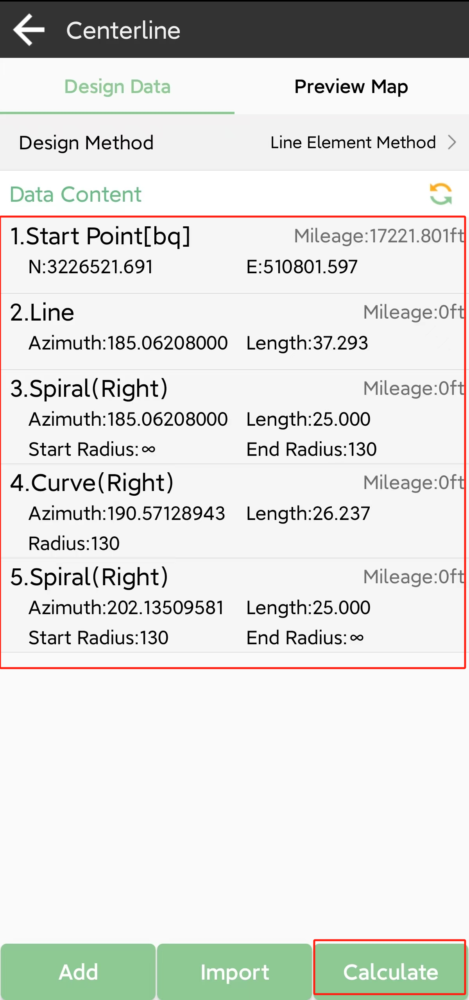 Centerline
Design Data Preview Map
Design Method Line Element Method
Data Content
1.Start Point[bq] Mileage:17221.801ft
N:3226521.691 E:510801.597
2.Line Mileage:0ft
Azimuth:185.06208000 Length:37.293
3.Spiral(Right) Mileage:0ft
Azimuth:185.06208000 Length:25.000
Start Radius:∞ End Radius:130
4.Curve(Right) Mileage:0ft
Azimuth:190.57128943 Length:26.237
Radius:130
5.Spiral(Right) Mileage:0ft
Azimuth:202.13509581 Length:25.000
Start Radius:130 End Radius:∞
Add Import Calculate